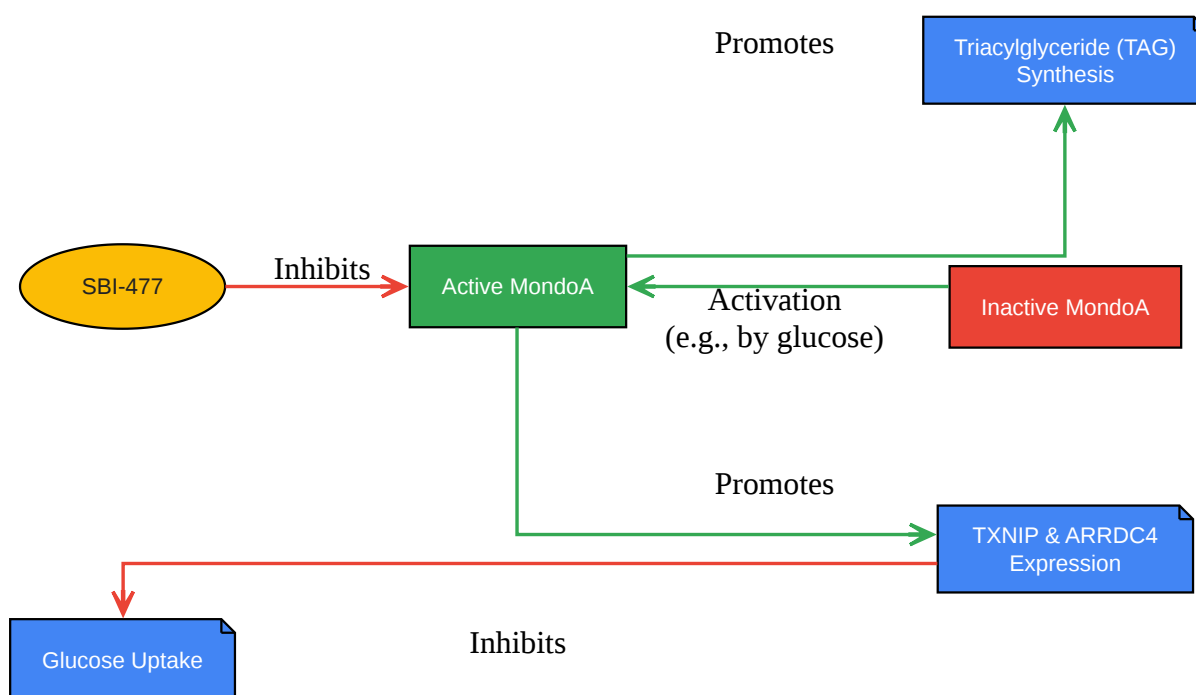 Promotes
Triacylglyceride (TAG)
Synthesis
SBI-477
Inhibits
Active MondoA
Activation
(e.g., by glucose)
Inactive MondoA
Promotes
TXNIP & ARRDC4
Expression
Inhibits
Glucose Uptake